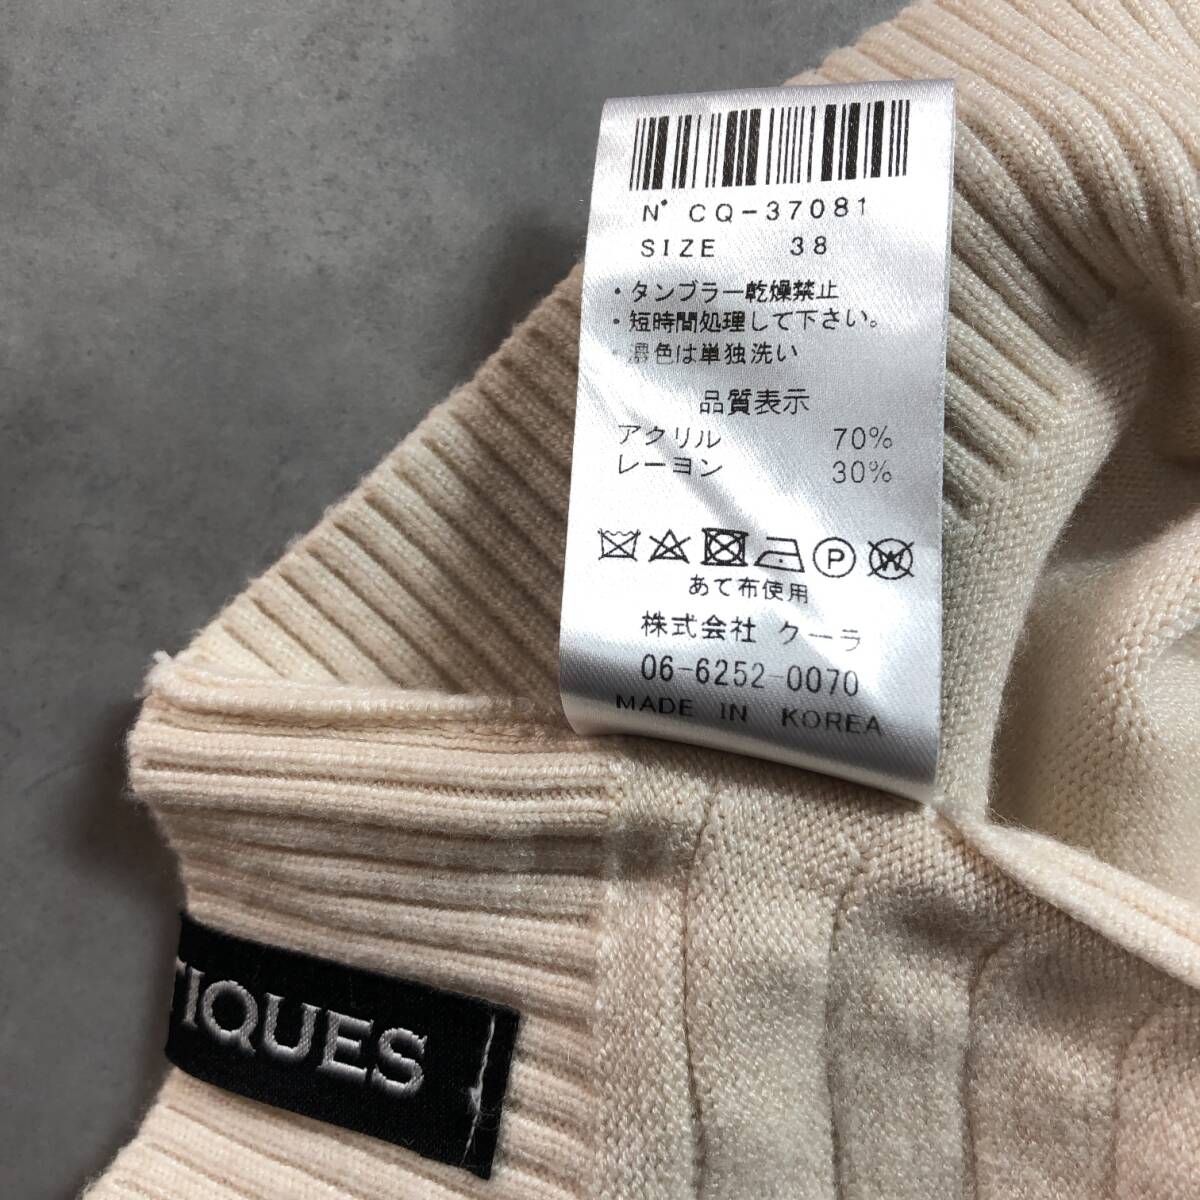 N° CQ-37081
SIZE 38
・タンブラー乾燥禁止
・短時間処理して下さい。
・濃色は単独洗い
品質表示
アクリル 70%
レーヨン 30%
P W
あて布使用
株式会社 クーラ
06-6252-0070
MADE IN KOREA
TIQUES